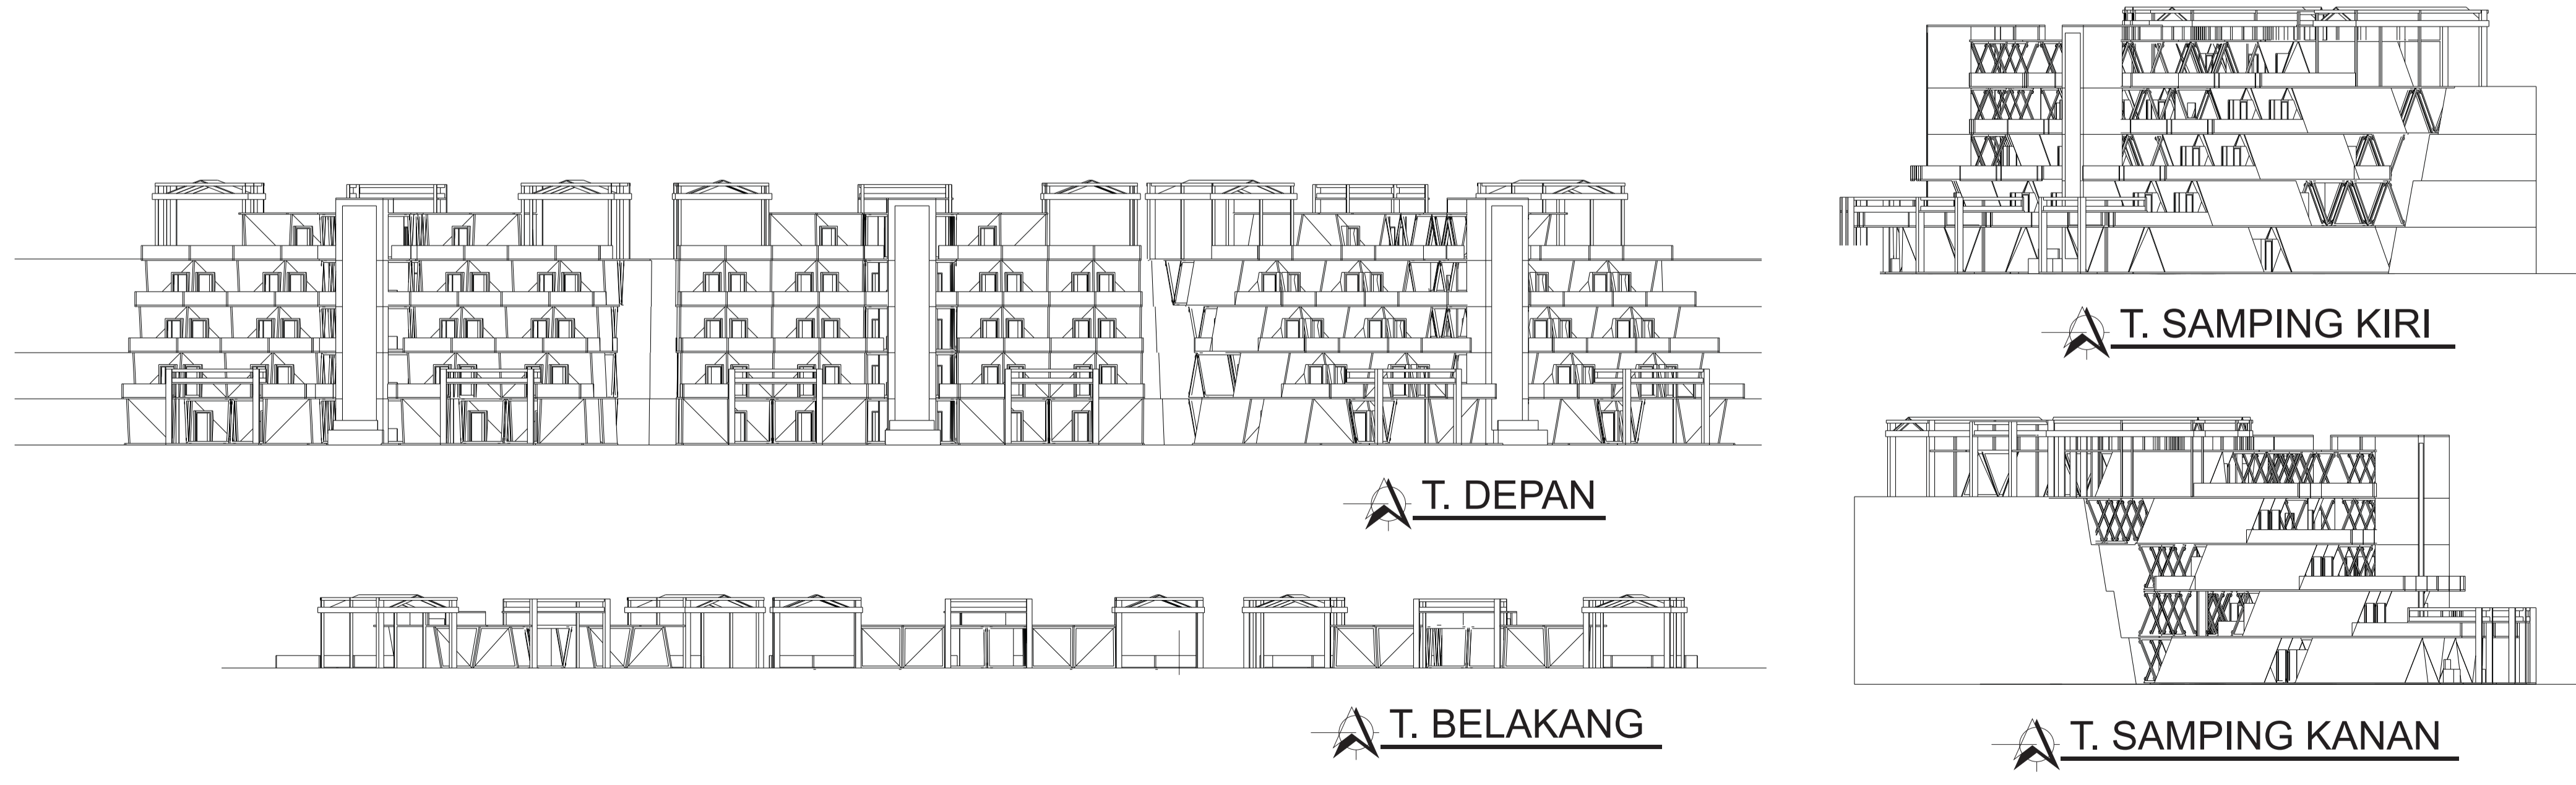 T. SAMPING KIRI
T. DEPAN
T. BELAKANG
T. SAMPING KANAN